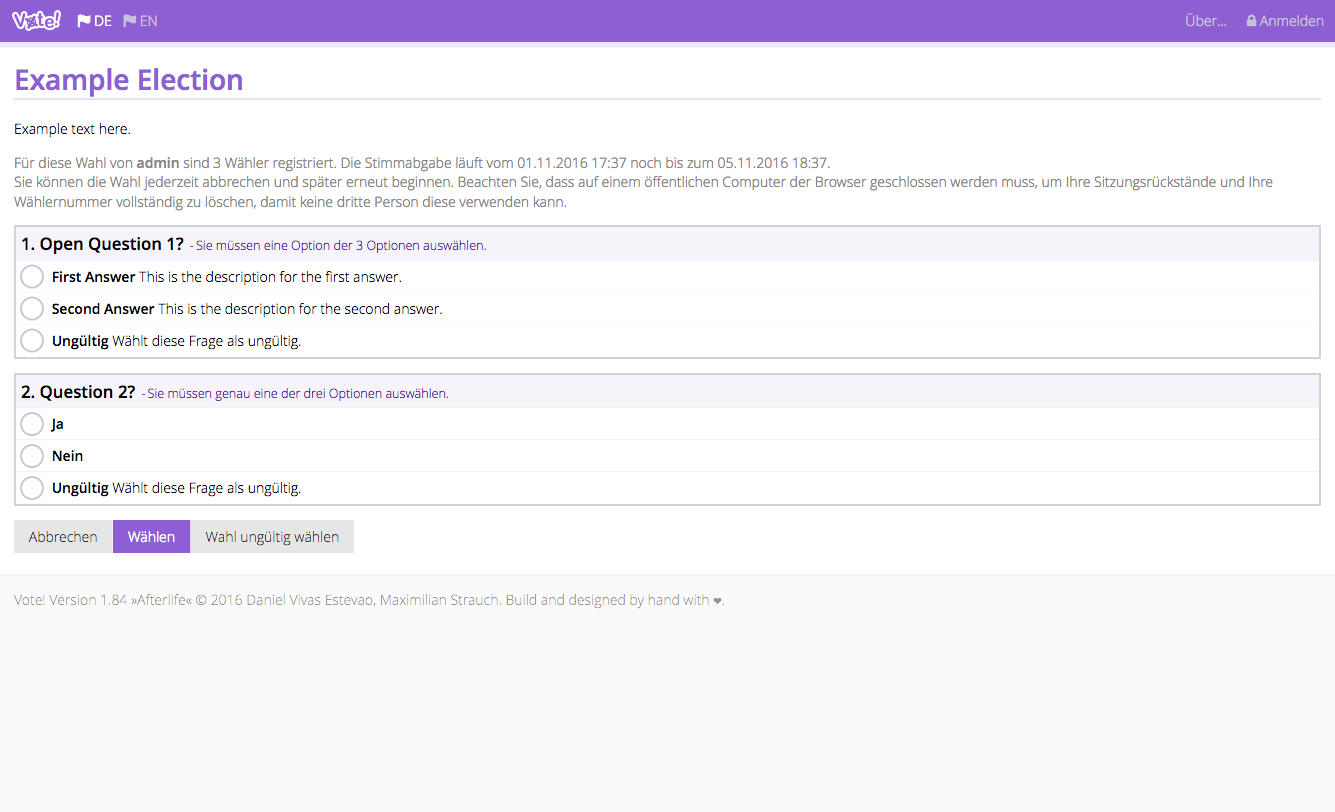 Vote! DE EN Über... Anmelden
Example Election
Example text here.
Für diese Wahl von admin sind 3 Wähler registriert. Die Stimmabgabe läuft vom 01.11.2016 17:37 noch bis zum 05.11.2016 18:37.
Sie können die Wahl jederzeit abbrechen und später erneut beginnen. Beachten Sie, dass auf einem öffentlichen Computer der Browser geschlossen werden muss, um Ihre Sitzungsrückstände und Ihre
Wählernummer vollständig zu löschen, damit keine dritte Person diese verwenden kann.
1. Open Question 1? - Sie müssen eine Option der 3 Optionen auswählen.
First Answer This is the description for the first answer.
Second Answer This is the description for the second answer.
Ungültig Wählt diese Frage als ungültig.
2. Question 2? - Sie müssen genau eine der drei Optionen auswählen.
Ja
Nein
Ungültig Wählt diese Frage als ungültig.
Abbrechen Wählen Wahl ungültig wählen
Vote! Version 1.84 »Afterlife« © 2016 Daniel Vivas Estevao, Maximilian Strauch. Build and designed by hand with ❤.